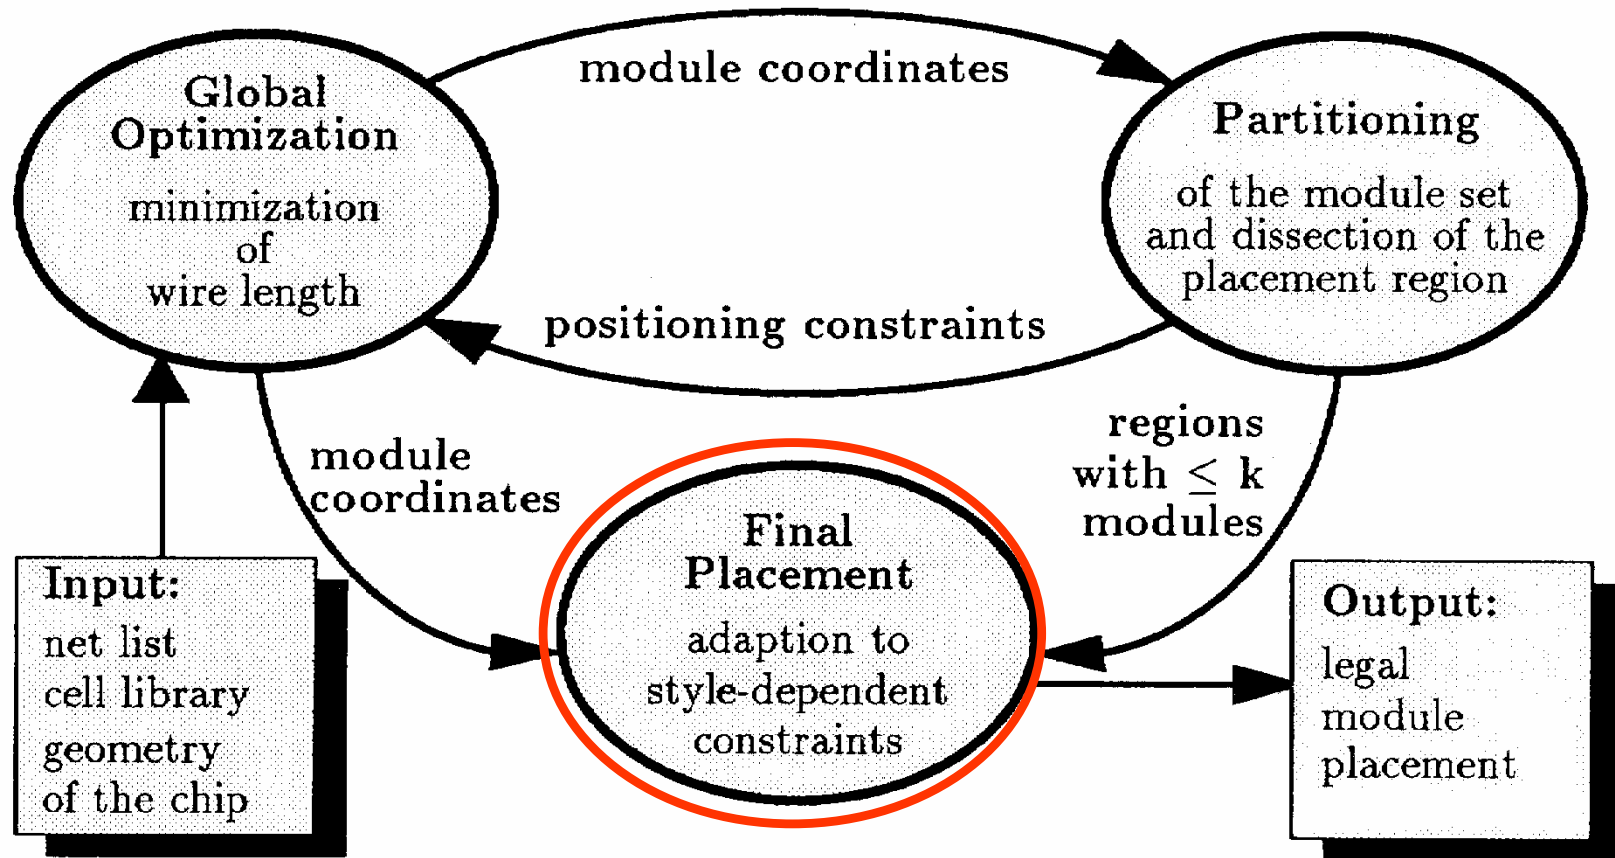 Global
Optimization
minimization
of
wire length
module coordinates
Partitioning
of the module set
and dissection of the
placement region
positioning constraints
module
coordinates
regions
with ≤ k
modules
Final
Placement
adaption to
style-dependent
constraints
Input:
net list
cell library
geometry
of the chip
Output:
legal
module
placement